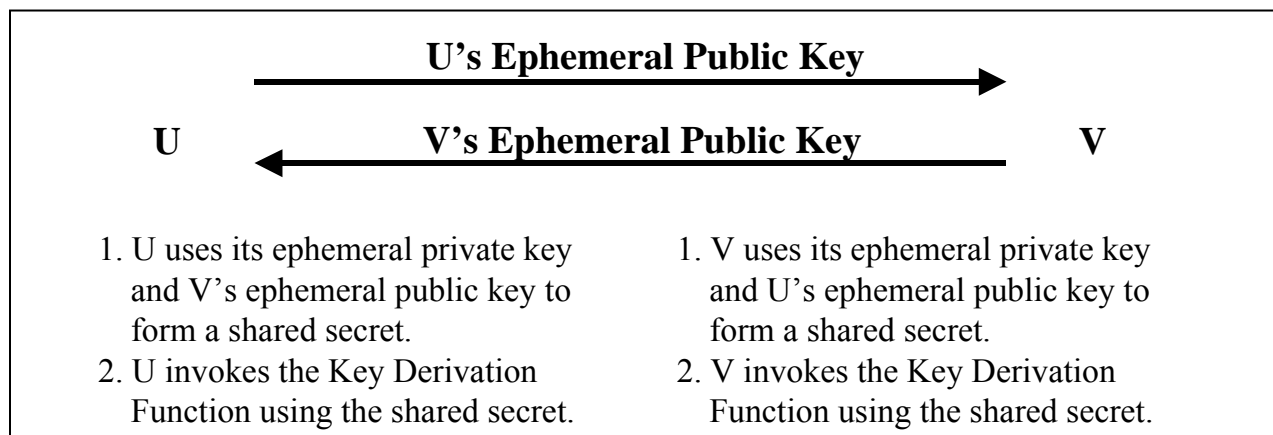 U’s Ephemeral Public Key
U V’s Ephemeral Public Key V
1. U uses its ephemeral private key
and V’s ephemeral public key to
form a shared secret.
2. U invokes the Key Derivation
Function using the shared secret.
1. V uses its ephemeral private key
and U’s ephemeral public key to
form a shared secret.
2. V invokes the Key Derivation
Function using the shared secret.